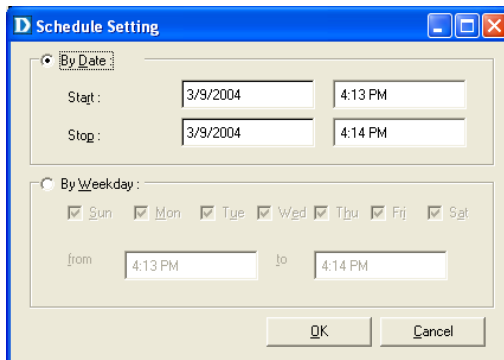 D Schedule Setting
By Date :
Start : 3/9/2004 4:13 PM
Stop : 3/9/2004 4:14 PM
By Weekday :
Sun Mon Tue Wed Thu Fri Sat
from 4:13 PM to 4:14 PM
OK Cancel